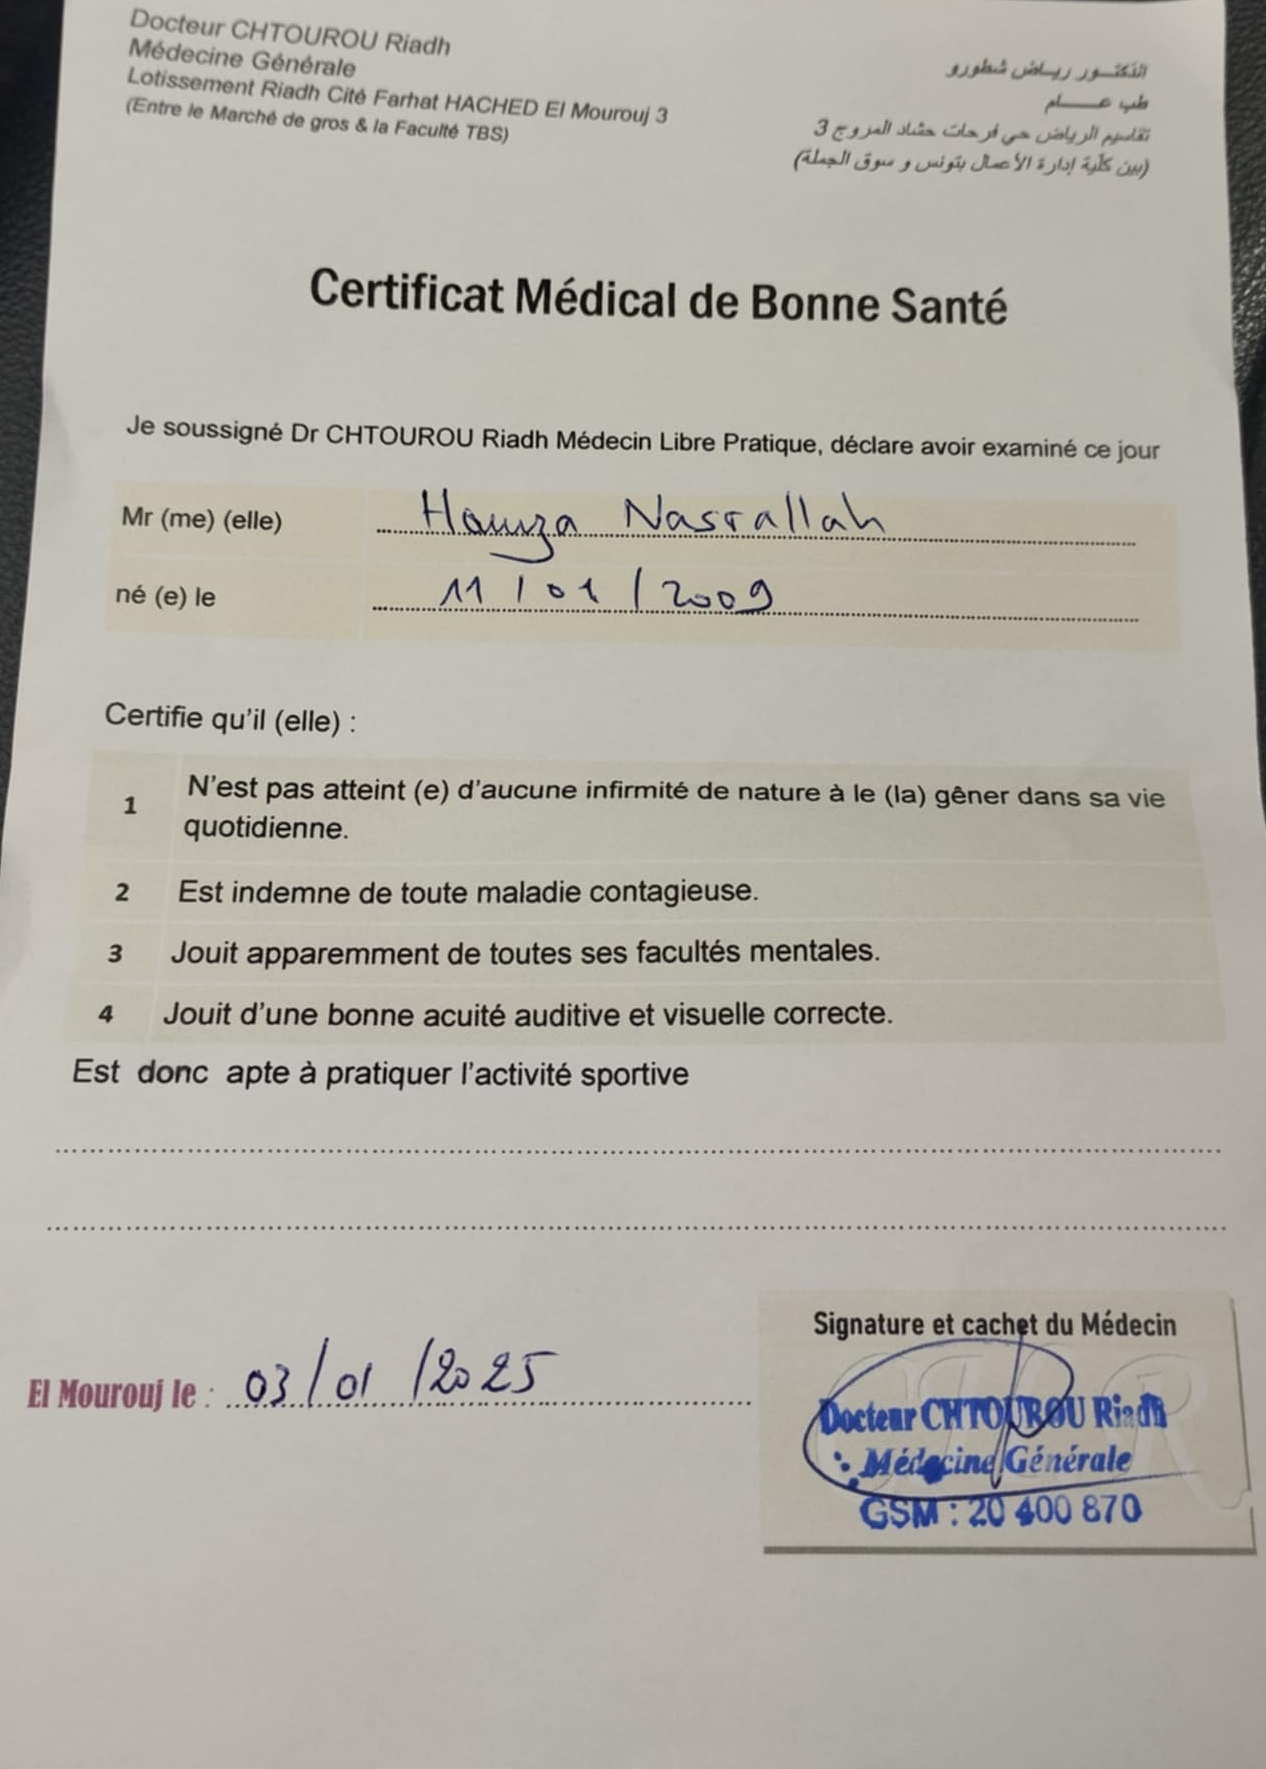 Docteur CHTOUROU Riadh
Médecine Générale
Lotissement Riadh Cité Farhat HACHED El Mourouj 3
(Entre le Marché de gros & la Faculté TBS)
الدكتــور ريـاض شطورو
طب عــــام
تقاسيم الرياض حي فرحات حشاد المروج 3
(بين كلّية إدارة الأعمال بتونس و سوق الجملة)
Certificat Médical de Bonne Santé
Je soussigné Dr CHTOUROU Riadh Médecin Libre Pratique, déclare avoir examiné ce jour
Mr (me) (elle) Hamza Nasrallah
né (e) le 11/01/2009
Certifie qu'il (elle) :
1 N'est pas atteint (e) d'aucune infirmité de nature à le (la) gêner dans sa vie
quotidienne.
2 Est indemne de toute maladie contagieuse.
3 Jouit apparemment de toutes ses facultés mentales.
4 Jouit d'une bonne acuité auditive et visuelle correcte.
Est donc apte à pratiquer l'activité sportive
El Mourouj le : 03/01/2025
Signature et cachet du Médecin
Docteur CHTOUROU Riadh
Médecine Générale
GSM : 20 400 870